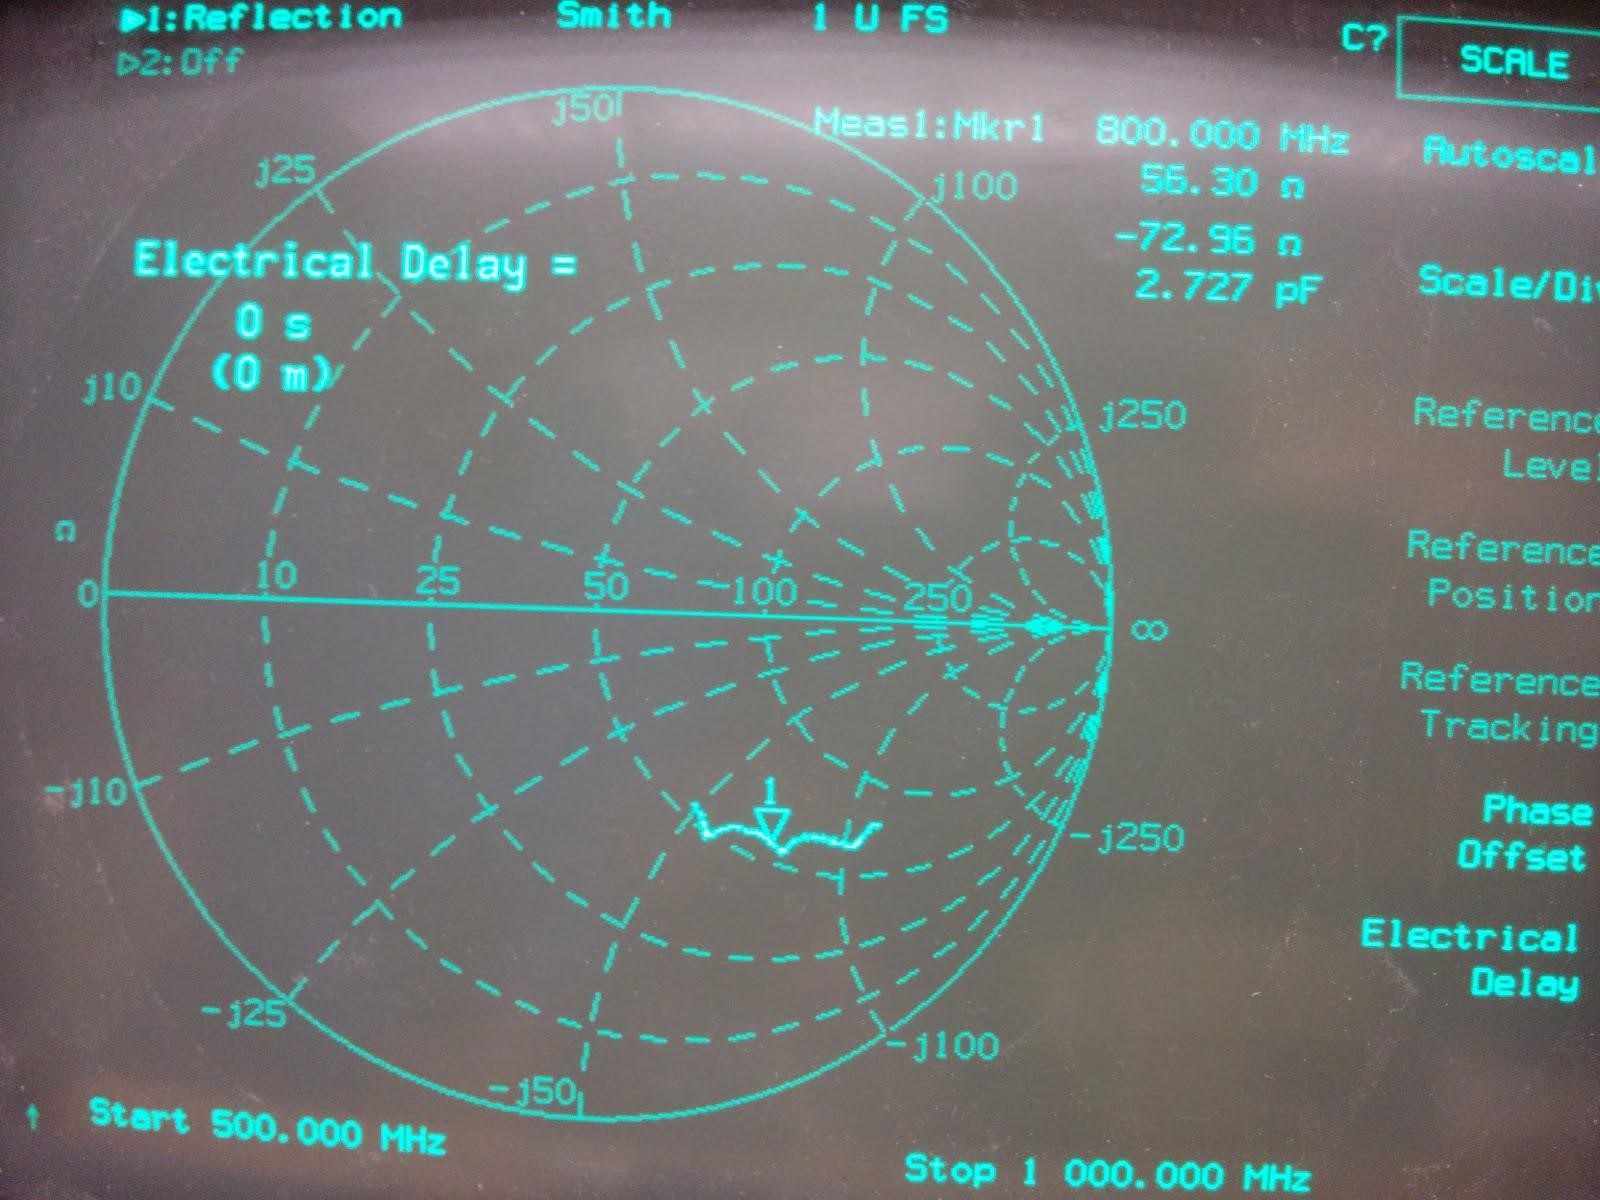 ▷1:Reflection Smith 1 U FS
▷2:Off
C?
SCALE
Meas1:Mkr1 800.000 MHz
56.30 Ω
-72.96 Ω
2.727 pF
Autoscal
Scale/Div
Reference
Level
Reference
Position
Reference
Tracking
Phase
Offset
Electrical
Delay
Electrical Delay =
0 s
(0 m)
j50
j25
j100
j10
j250
Ω
0 10 25 50 100 250 ∞
-j10
-j250
-j25
-j100
-j50
1
↑ Start 500.000 MHz
Stop 1 000.000 MHz